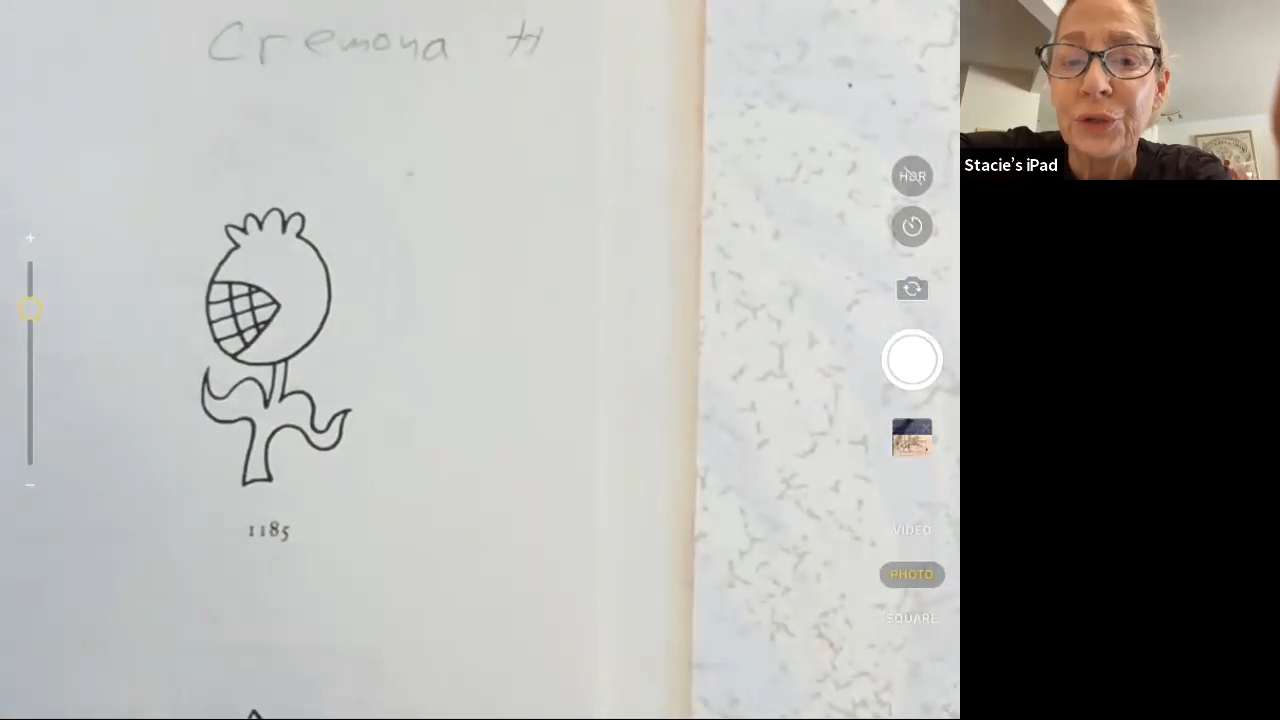 Cremona #
Stacie's iPad
HDR
1185
VIDEO
PHOTO
SQUARE